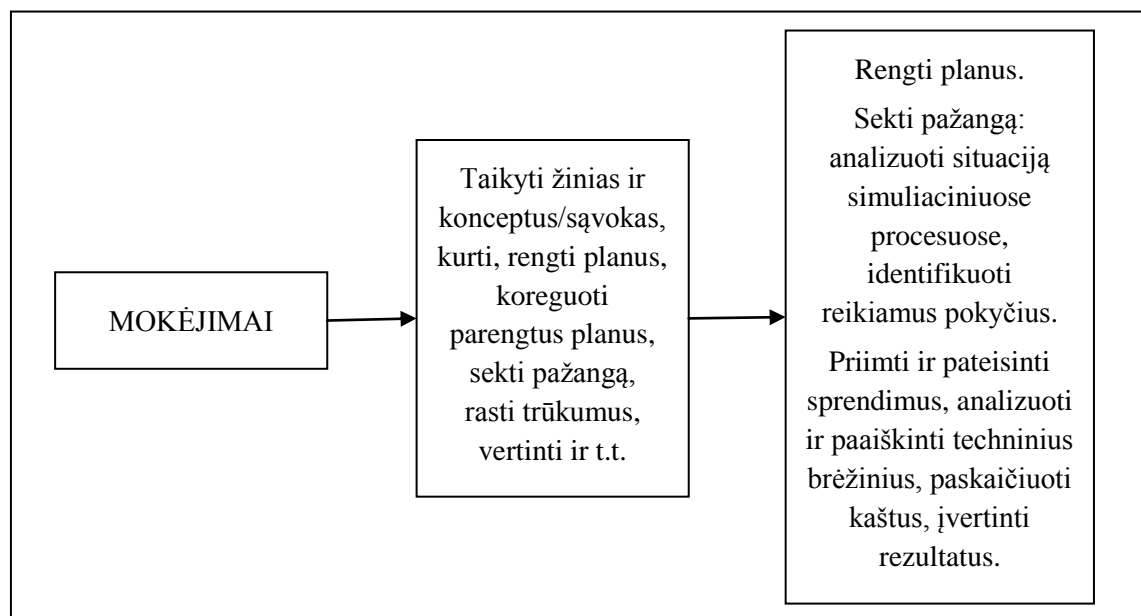 MOKĖJIMAI
Taikyti žinias ir
konceptus/sąvokas,
kurti, rengti planus,
koreguoti
parengtus planus,
sekti pažangą,
rasti trūkumus,
vertinti ir t.t.
Rengti planus.
Sekti pažangą:
analizuoti situaciją
simuliaciniuose
procesuose,
identifikuoti
reikiamus pokyčius.
Priimti ir pateisinti
sprendimus, analizuoti
ir paaiškinti techninius
brėžinius, paskaičiuoti
kaštus, įvertinti
rezultatus.